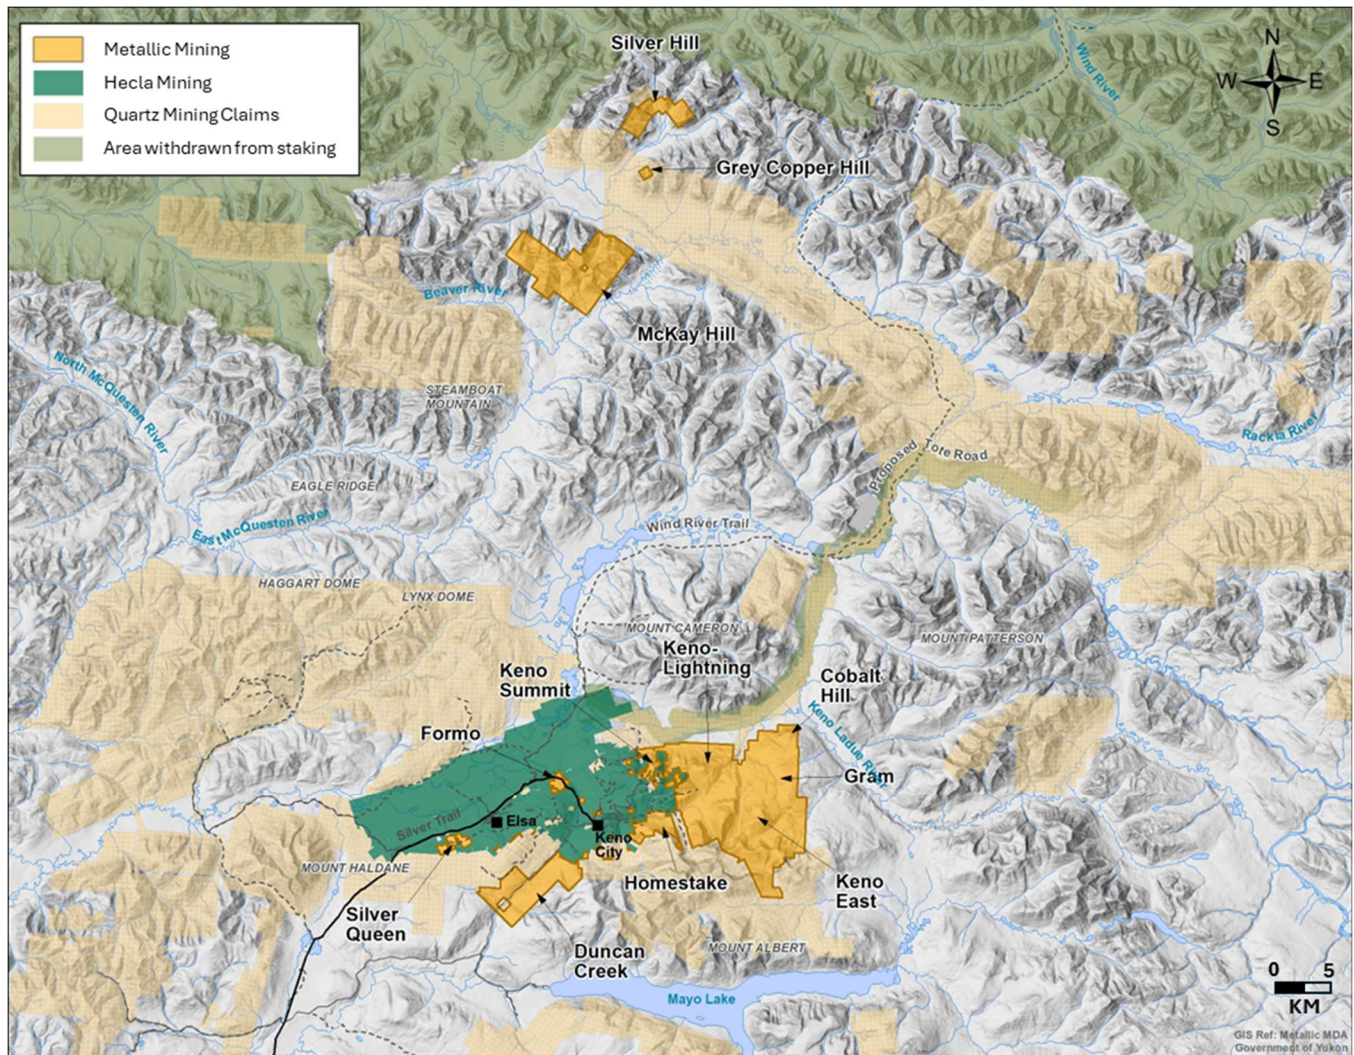 Metallic Mining
Hecla Mining
Quartz Mining Claims
Area withdrawn from staking
Silver Hill
Wind River
N
W E
S
Grey Copper Hill
Beaver River
McKay Hill
North McQuesten River
STEAMBOAT
MOUNTAIN
Rackla River
Proposed Tote Road
EAGLE RIDGE
East McQuesten River
Wind River Trail
HAGGART DOME
LYNX DOME
MOUNT CAMERON
MOUNT PATTERSON
Keno-
Lightning
Keno
Summit
Cobalt
Hill
Keno Ladue River
Formo
Gram
Silver Trail
Elsa
Keno
City
MOUNT HALDANE
Homestake
Keno
East
Silver
Queen
Duncan
Creek
MOUNT ALBERT
Mayo Lake
0 5
KM
GIS Ref: Metallic MDA
Government of Yukon